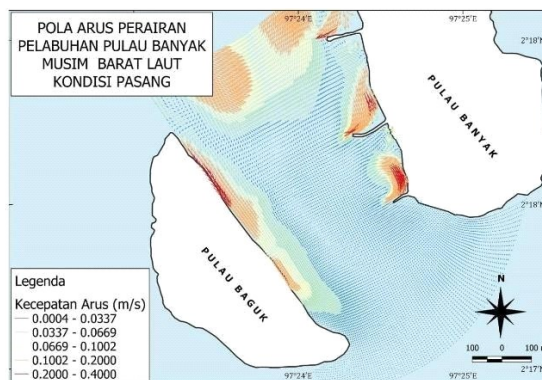 POLA ARUS PERAIRAN
PELABUHAN PULAU BANYAK
MUSIM BARAT LAUT
KONDISI PASANG
97°24'E
97°25'E
2°18'N
PULAU BANYAK
2°18'N
PULAU BAGUK
Legenda
Kecepatan Arus (m/s)
0.0004 - 0.0337
0.0337 - 0.0669
0.0669 - 0.1002
0.1002 - 0.2000
0.2000 - 0.4000
N
100 0 100 m
2°17'N
97°24'E
97°25'E